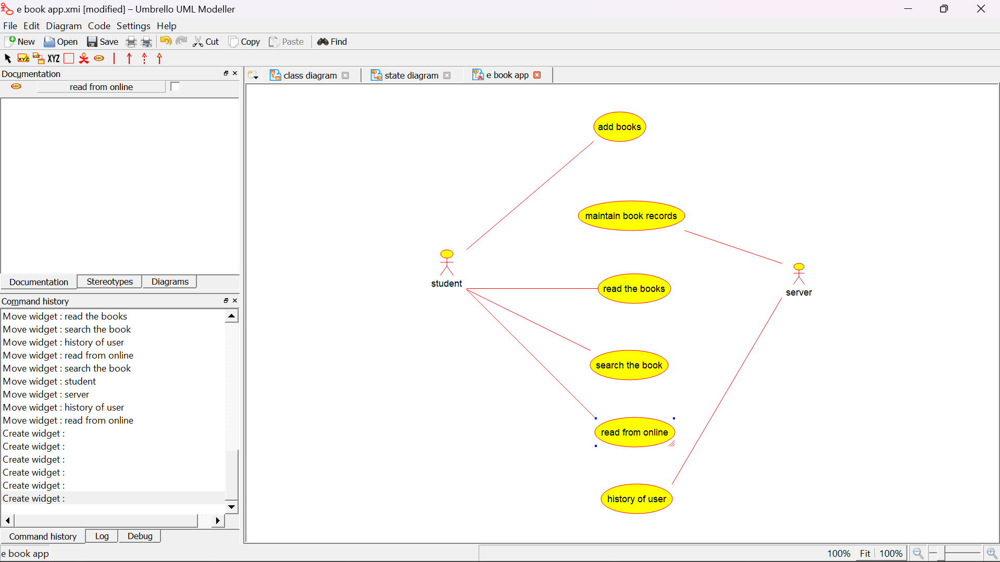 e book app.xmi [modified] – Umbrello UML Modeller
File Edit Diagram Code Settings Help
New Open Save Cut Copy Paste Find
XYZ XYZ XYZ ABC
Documentation
ABC read from online
class diagram state diagram e book app
add books
maintain book records
student
read the books
server
search the book
read from online
history of user
Documentation Stereotypes Diagrams
Command history
Move widget : read the books
Move widget : search the book
Move widget : history of user
Move widget : read from online
Move widget : search the book
Move widget : student
Move widget : server
Move widget : history of user
Move widget : read from online
Create widget :
Create widget :
Create widget :
Create widget :
Create widget :
Create widget :
Command history Log Debug
e book app 100% Fit 100%